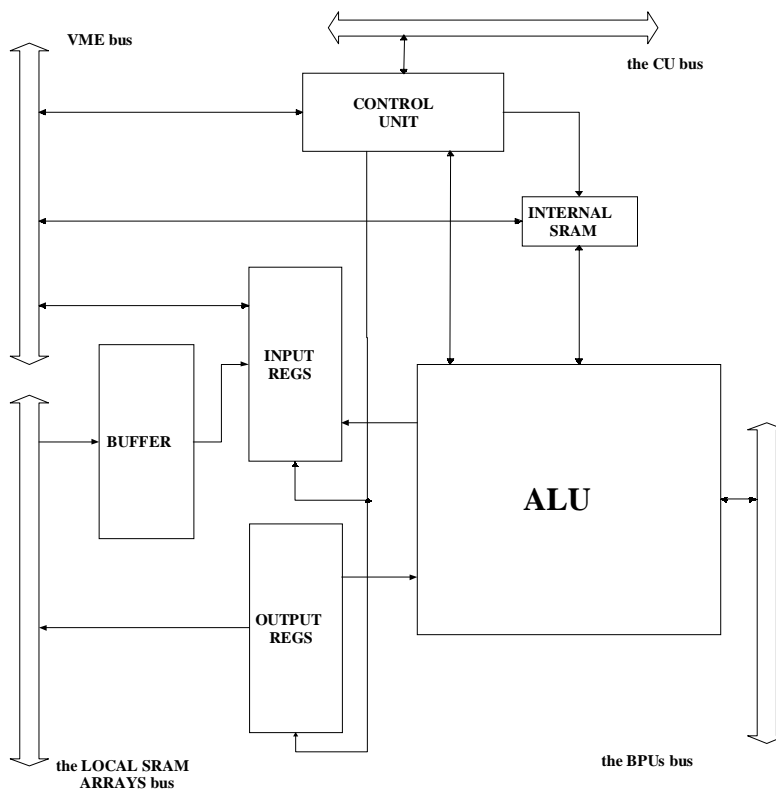 VME bus
the CU bus
CONTROL
UNIT
INTERNAL
SRAM
INPUT
REGS
BUFFER
ALU
OUTPUT
REGS
the BPUs bus
the LOCAL SRAM
ARRAYS bus